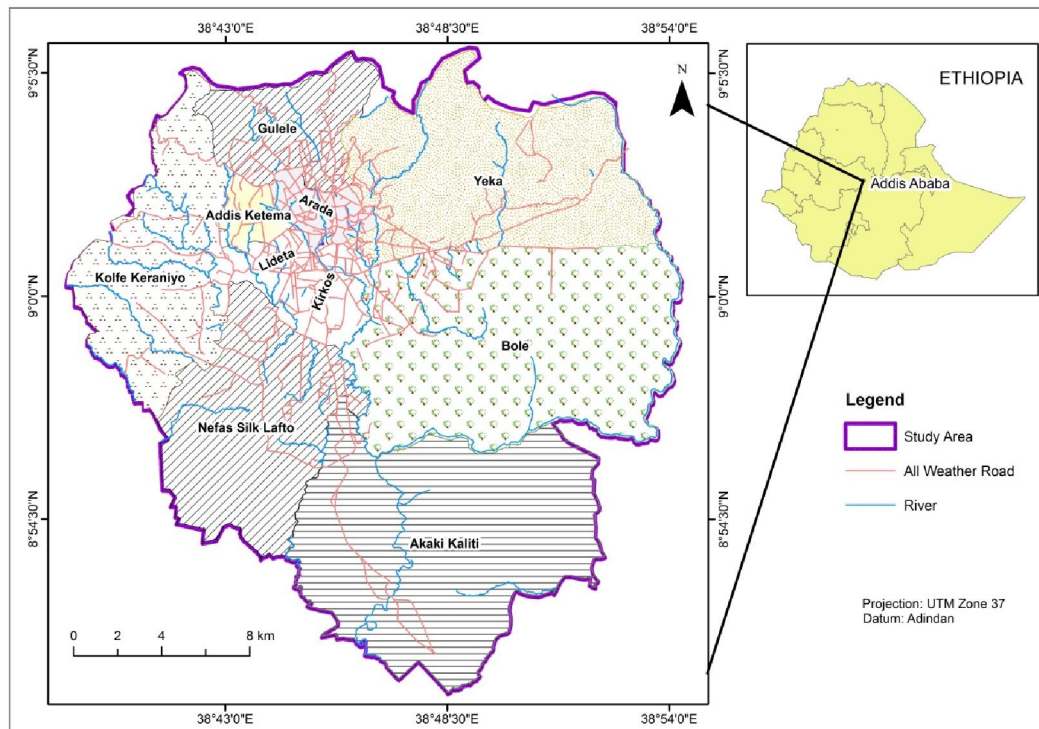 38°43'0"E
38°48'30"E
38°54'0"E
9°5'30"N
9°5'30"N
N
ETHIOPIA
Gulele
Yeka
Addis Ababa
Arada
Addis Ketema
Lideta
Kolfe Keraniyo
Kirkos
9°0'0"N
9°0'0"N
Bole
Legend
Nefas Silk Lafto
Study Area
All Weather Road
River
8°54'30"N
8°54'30"N
Akaki Kaliti
Projection: UTM Zone 37
Datum: Adindan
0 2 4 8 km
38°43'0"E
38°48'30"E
38°54'0"E